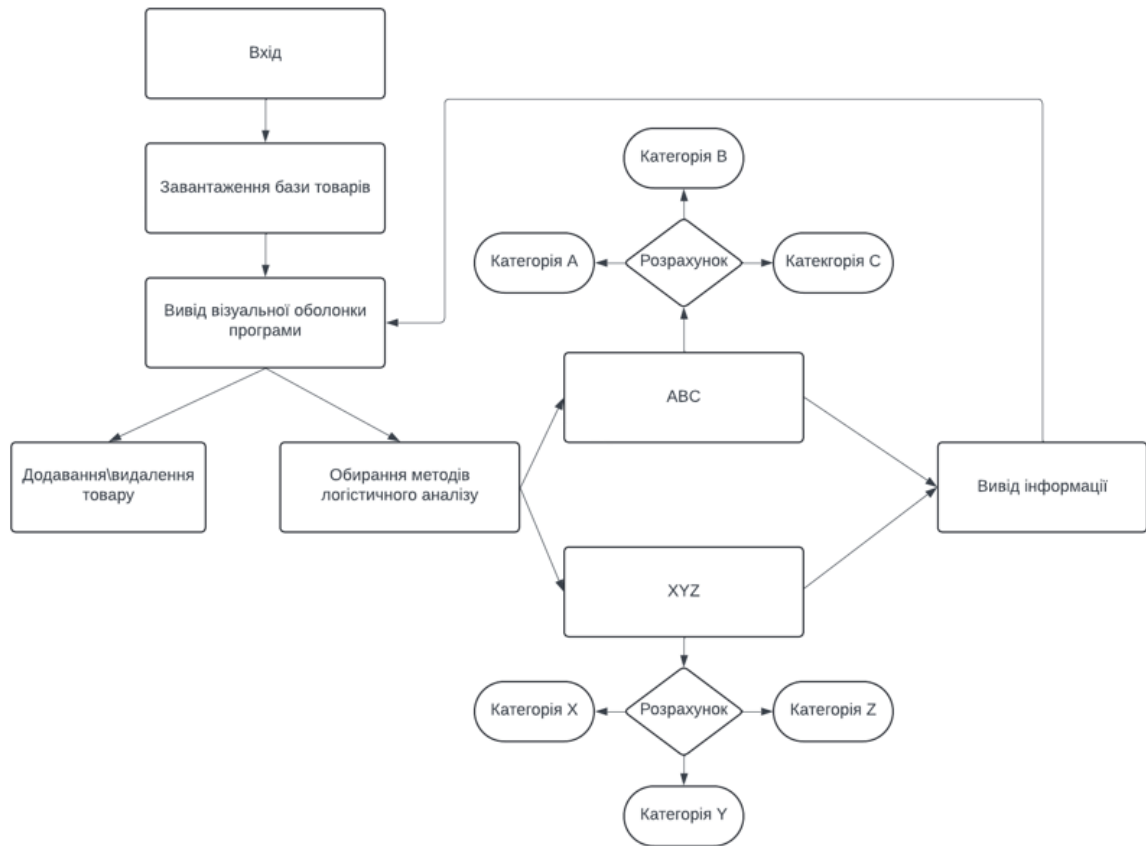 Вхід
Завантаження бази товарів
Вивід візуальної оболонки
програми
Додавання\видалення
товару
Обирання методів
логістичного аналізу
Категорія B
Категорія A
Розрахунок
Катекгорія C
ABC
Вивід інформації
XYZ
Категорія X
Розрахунок
Категорія Z
Категорія Y